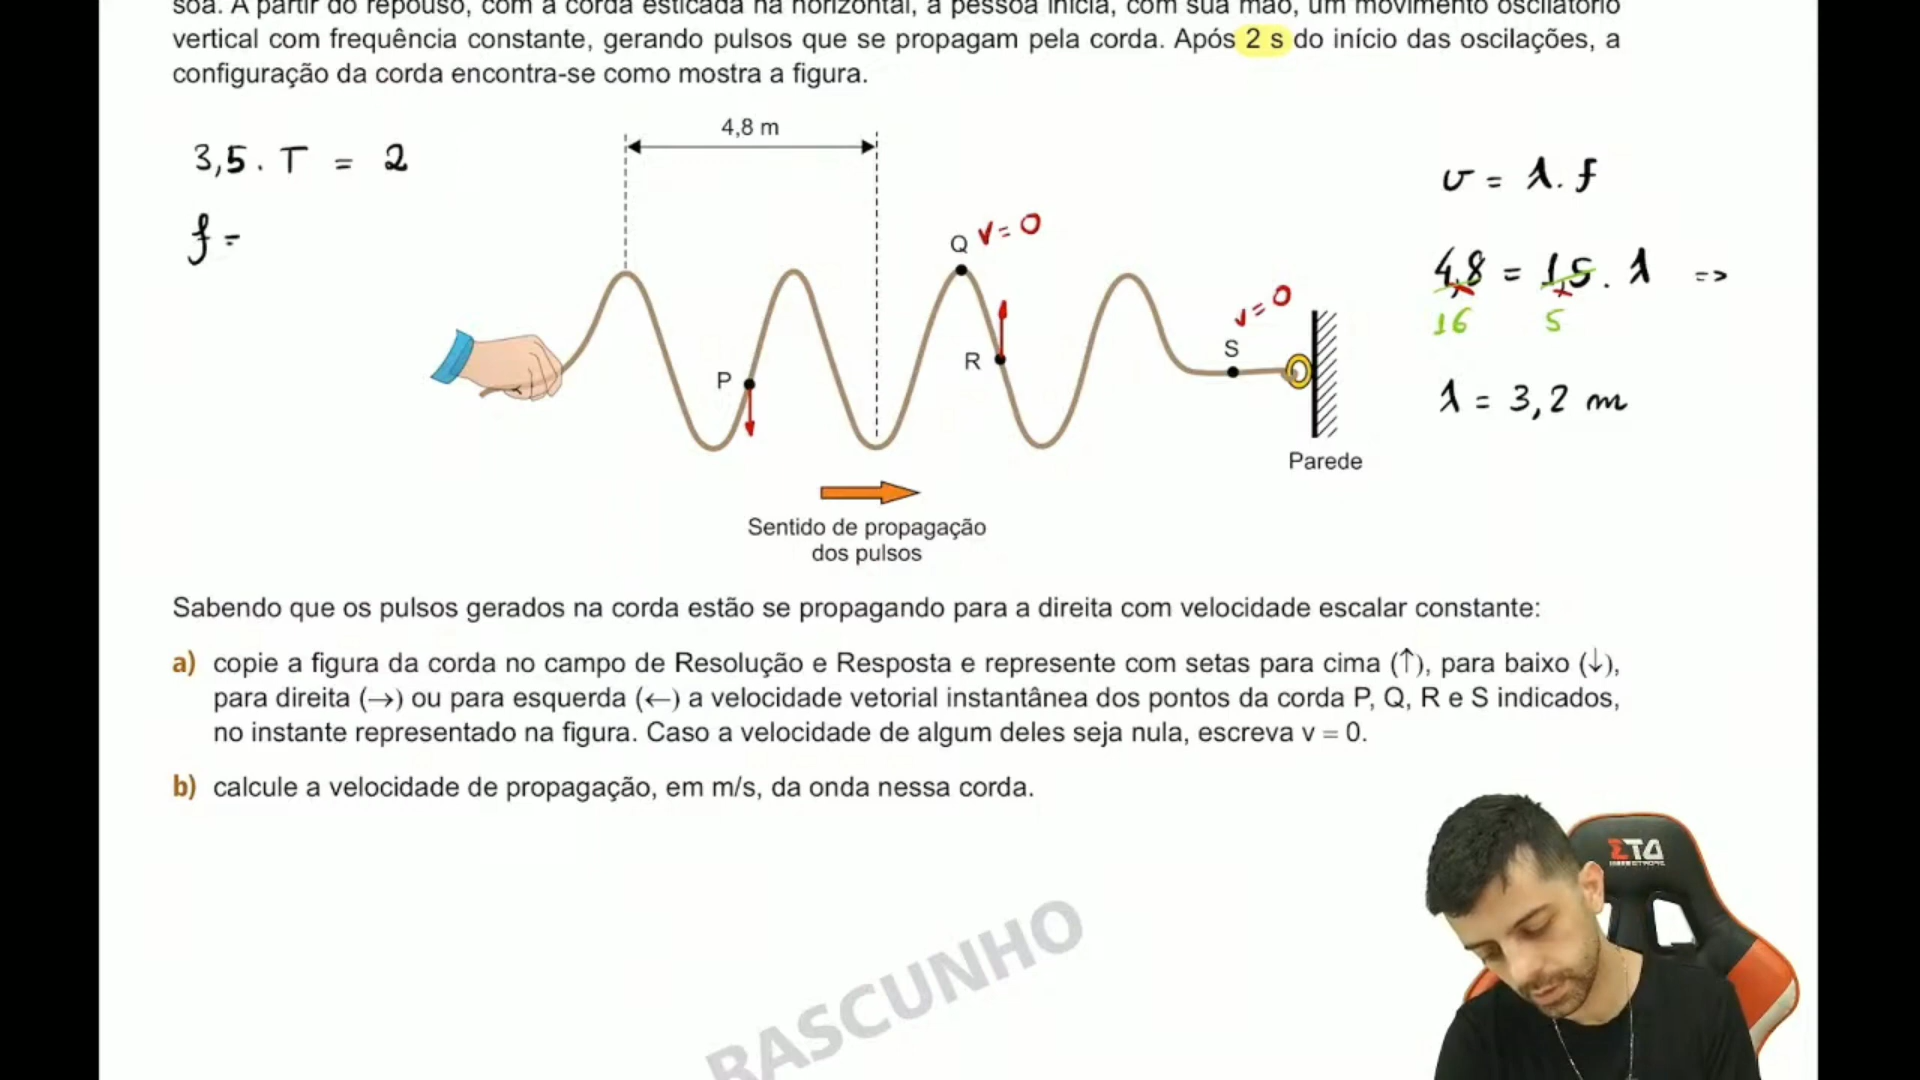 soa. A partir do repouso, com a corda esticada na horizontal, a pessoa inicia, com sua mão, um movimento oscilatório
vertical com frequência constante, gerando pulsos que se propagam pela corda. Após 2 s do início das oscilações, a
configuração da corda encontra-se como mostra a figura.
4,8 m
3,5 . T = 2
f =
v = λ . f
Q v = 0
4,8 = 1,5 . λ =>
16 5
v = 0
S
R
P
λ = 3,2 m
Parede
Sentido de propagação
dos pulsos
Sabendo que os pulsos gerados na corda estão se propagando para a direita com velocidade escalar constante:
a) copie a figura da corda no campo de Resolução e Resposta e represente com setas para cima (↑), para baixo (↓),
para direita (→) ou para esquerda (←) a velocidade vetorial instantânea dos pontos da corda P, Q, R e S indicados,
no instante representado na figura. Caso a velocidade de algum deles seja nula, escreva v = 0.
b) calcule a velocidade de propagação, em m/s, da onda nessa corda.
RASCUNHO